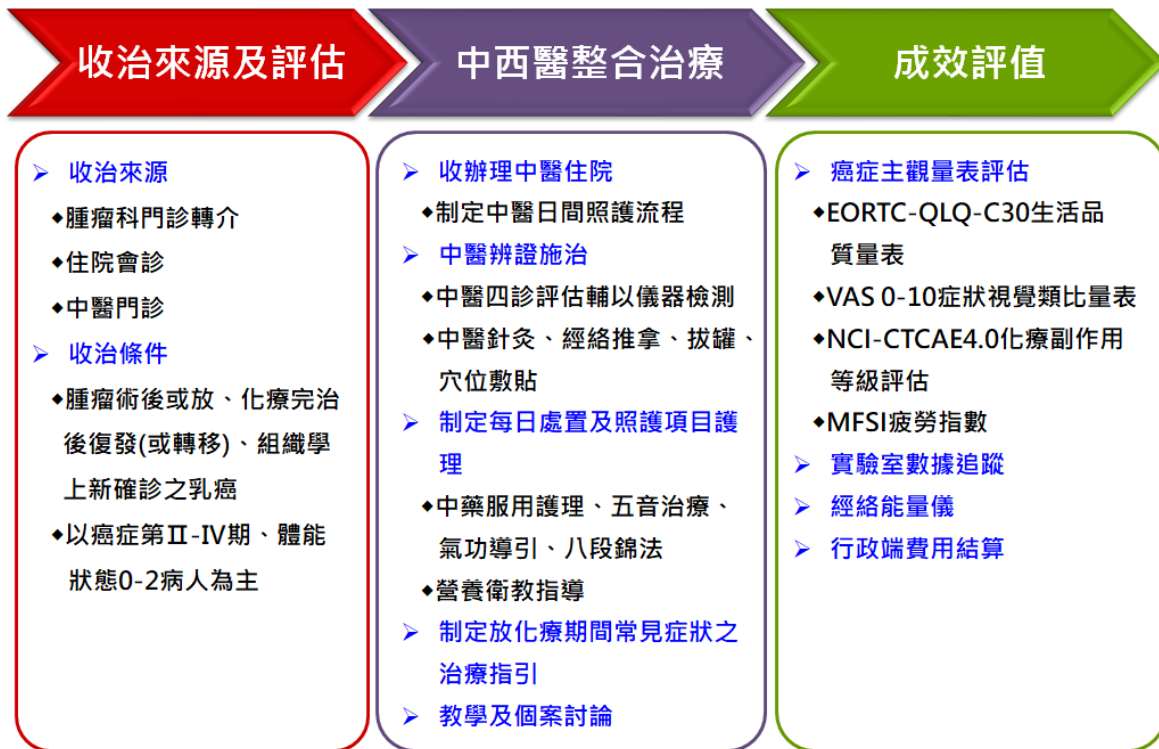 收治來源及評估
中西醫整合治療
成效評值
➢ 收治來源
◆腫瘤科門診轉介
◆住院會診
◆中醫門診
➢ 收治條件
◆腫瘤術後或放、化療完治
後復發(或轉移)、組織學
上新確診之乳癌
◆以癌症第Ⅱ-IV期、體能
狀態0-2病人為主
➢ 收辦理中醫住院
◆制定中醫日間照護流程
➢ 中醫辨證施治
◆中醫四診評估輔以儀器檢測
◆中醫針灸、經絡推拿、拔罐、
穴位敷貼
➢ 制定每日處置及照護項目護
理
◆中藥服用護理、五音治療、
氣功導引、八段錦法
◆營養衛教指導
➢ 制定放化療期間常見症狀之
治療指引
➢ 教學及個案討論
➢ 癌症主觀量表評估
◆EORTC-QLQ-C30生活品
質量表
◆VAS 0-10症狀視覺類比量表
◆NCI-CTCAE4.0化療副作用
等級評估
◆MFSI疲勞指數
➢ 實驗室數據追蹤
➢ 經絡能量儀
➢ 行政端費用結算